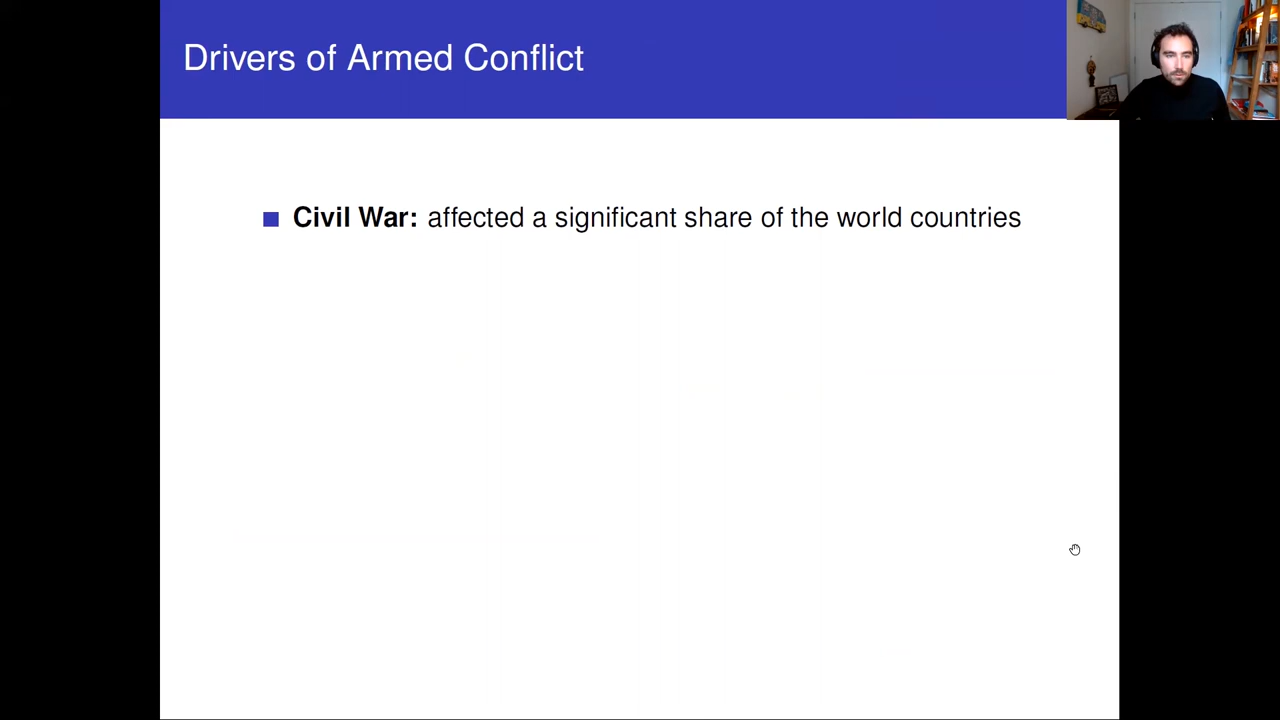 Drivers of Armed Conflict
Civil War: affected a significant share of the world countries